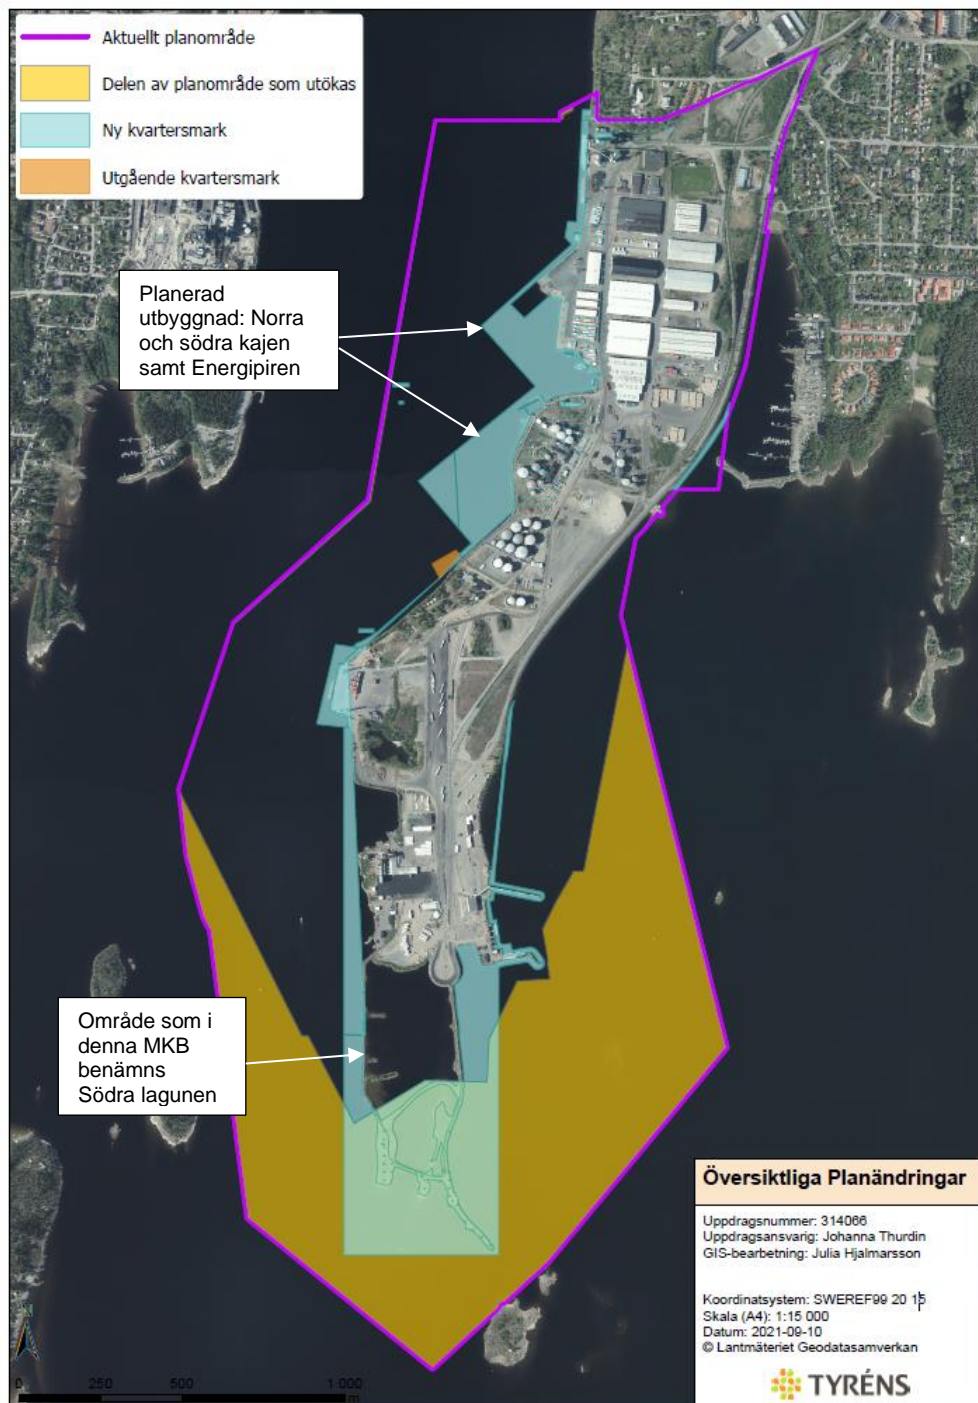 Aktuellt planområde
Delen av planområde som utökas
Ny kvartersmark
Utgående kvartersmark
Planerad
utbyggnad: Norra
och södra kajen
samt Energipiren
Område som i
denna MKB
benämns
Södra lagunen
Översiktliga Planändringar
Uppdragsnummer: 314066
Uppdragsansvarig: Johanna Thurdin
GIS-bearbetning: Julia Hjalmarsson
Koordinatsystem: SWEREF99 20 15
Skala (A4): 1:15 000
Datum: 2021-09-10
© Lantmäteriet Geodatasamverkan
TYRÉNS
N
0 250 500 1 000
m